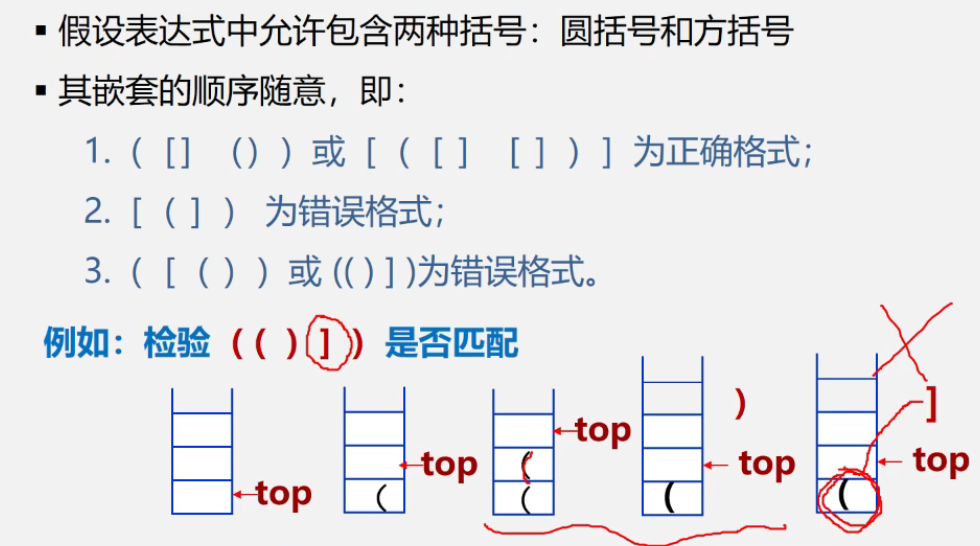 ▪ 假设表达式中允许包含两种括号：圆括号和方括号
▪ 其嵌套的顺序随意，即：
1. （ [ ] （） ）或 [ （ [ ] [ ] ）] 为正确格式；
2. [ （ ] ） 为错误格式；
3. （ [ （ ） ）或 (( ) ] )为错误格式。
例如：检验（ （ ） ] ）是否匹配
( ( ( ( (
) ]
top top top top top